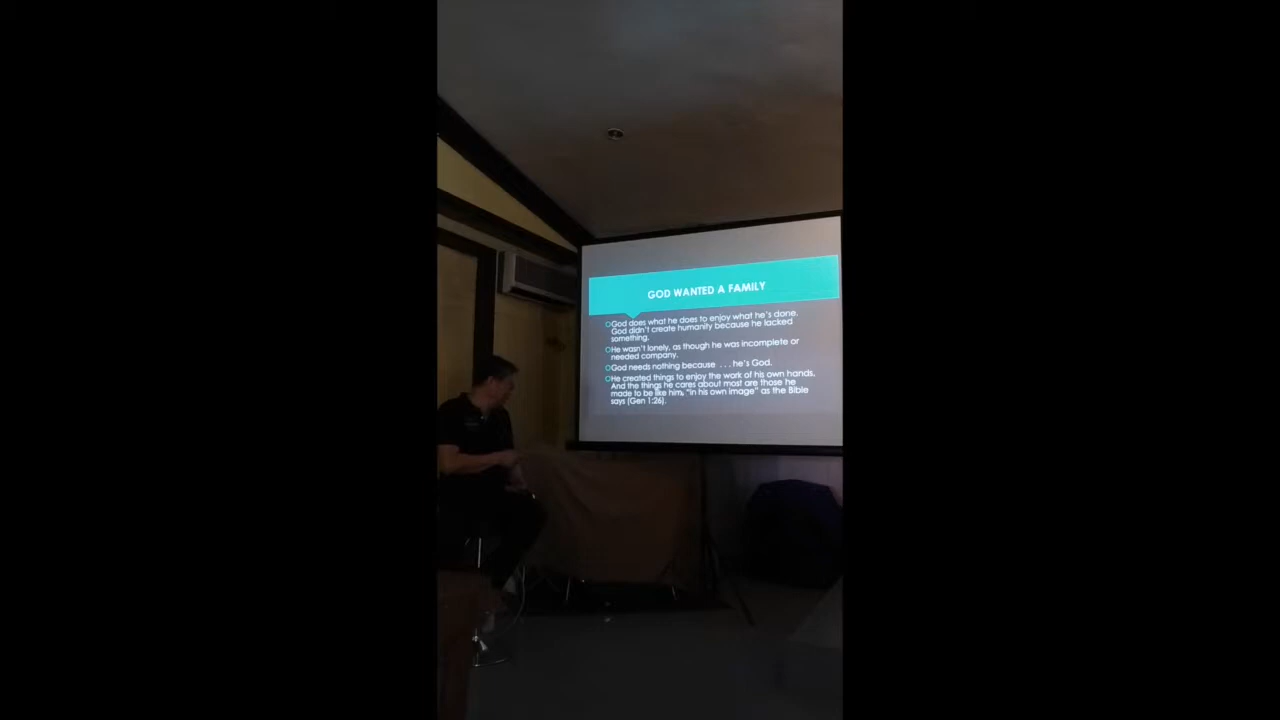 GOD WANTED A FAMILY
God does what he does to enjoy what he's done.
God didn't create humanity because he lacked
something.
He wasn't lonely, as though he was incomplete or
needed company.
God needs nothing because . . . he's God.
He created things to enjoy the work of his own hands.
And the things he cares about most are those he
made to be like him, "in his own image" as the Bible
says (Gen 1:26).